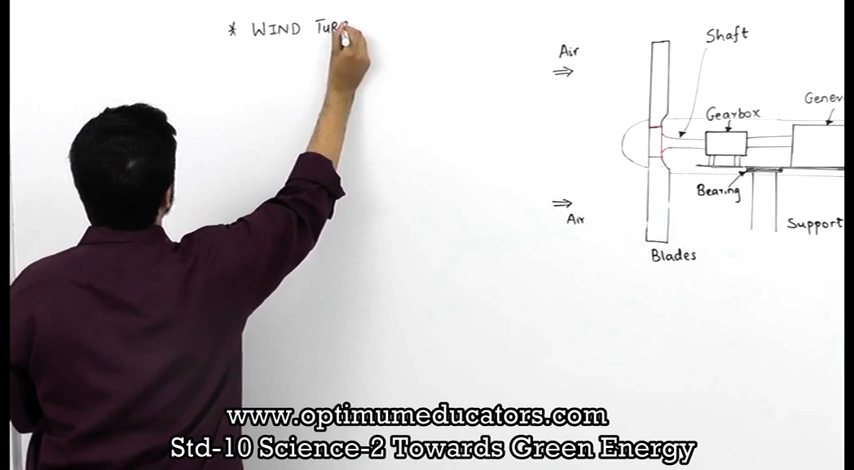 * WIND TUR
Air
Shaft
Gearbox
Gener
Bearing
Air
Support
Blades
www.optimumeducators.com
Std-10 Science-2 Towards Green Energy